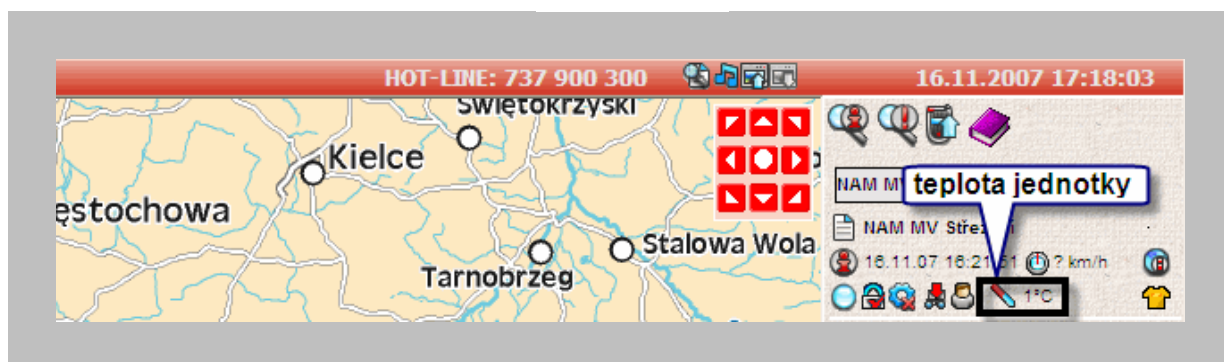 HOT-LINE: 737 900 300
16.11.2007 17:18:03
Świętokrzyski
Kielce
ęstochowa
Stalowa Wola
Tarnobrzeg
NAM M
teplota jednotky
NAM MV
16.11.07 16:21 ? km/h
1°C